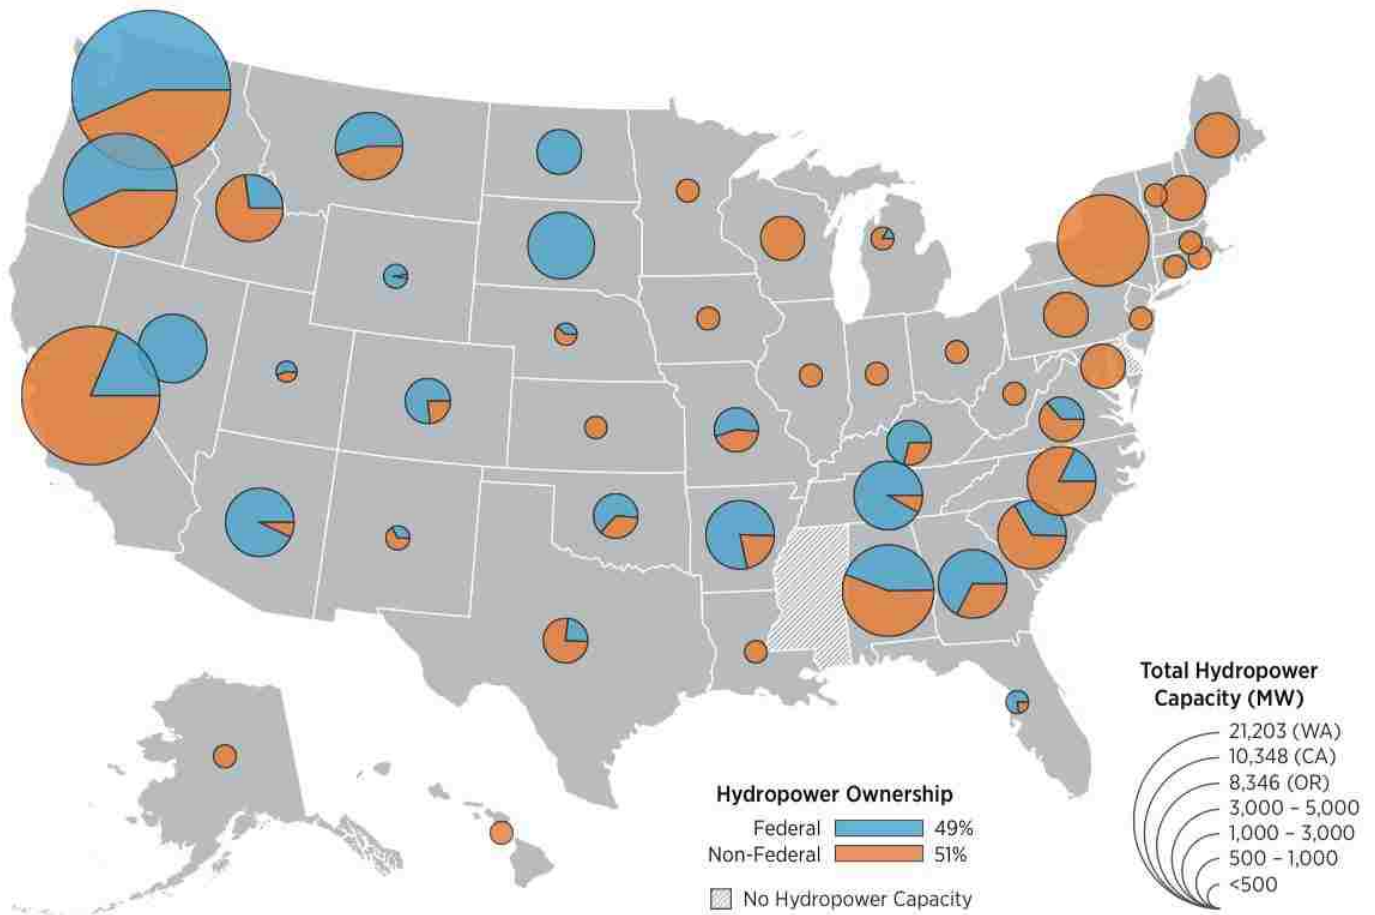 Total Hydropower
Capacity (MW)
21,203 (WA)
10,348 (CA)
8,346 (OR)
3,000 – 5,000
1,000 – 3,000
500 – 1,000
<500
Hydropower Ownership
Federal 49%
Non-Federal 51%
No Hydropower Capacity